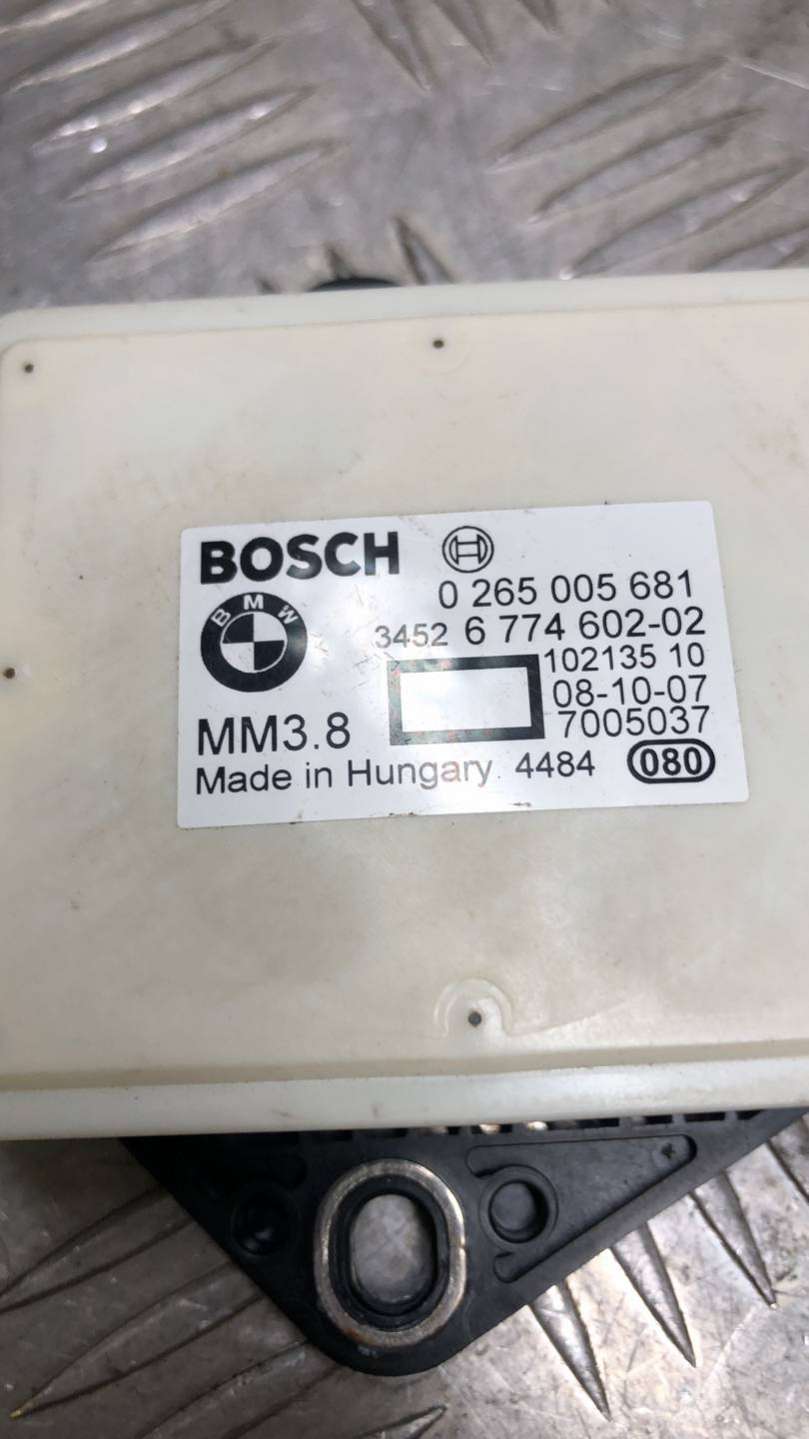 BOSCH
0 265 005 681
BMW
3452 6 774 602-02
102135 10
08-10-07
MM3.8
7005037
Made in Hungary 4484 080